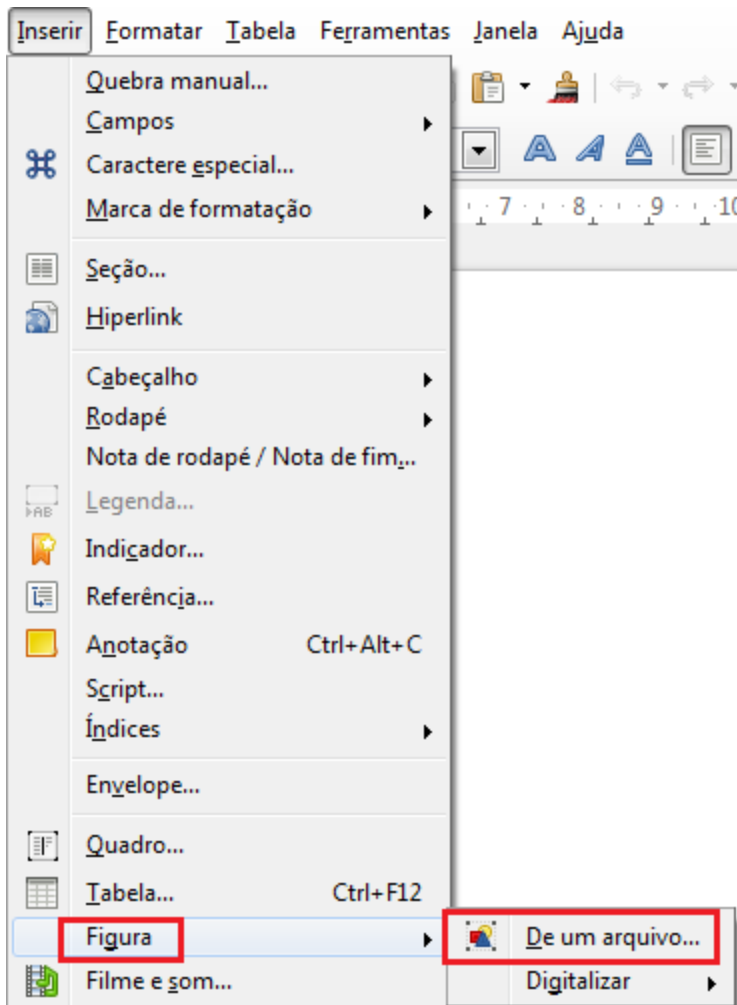 Inserir Formatar Tabela Ferramentas Janela Ajuda
Quebra manual...
Campos
Caractere especial...
Marca de formatação
7 8 9 10
Seção...
Hiperlink
Cabeçalho
Rodapé
Nota de rodapé / Nota de fim...
AB Legenda...
Indicador...
Referência...
Anotação Ctrl+Alt+C
Script...
Índices
Envelope...
Quadro...
Tabela... Ctrl+F12
Figura De um arquivo...
Filme e som... Digitalizar